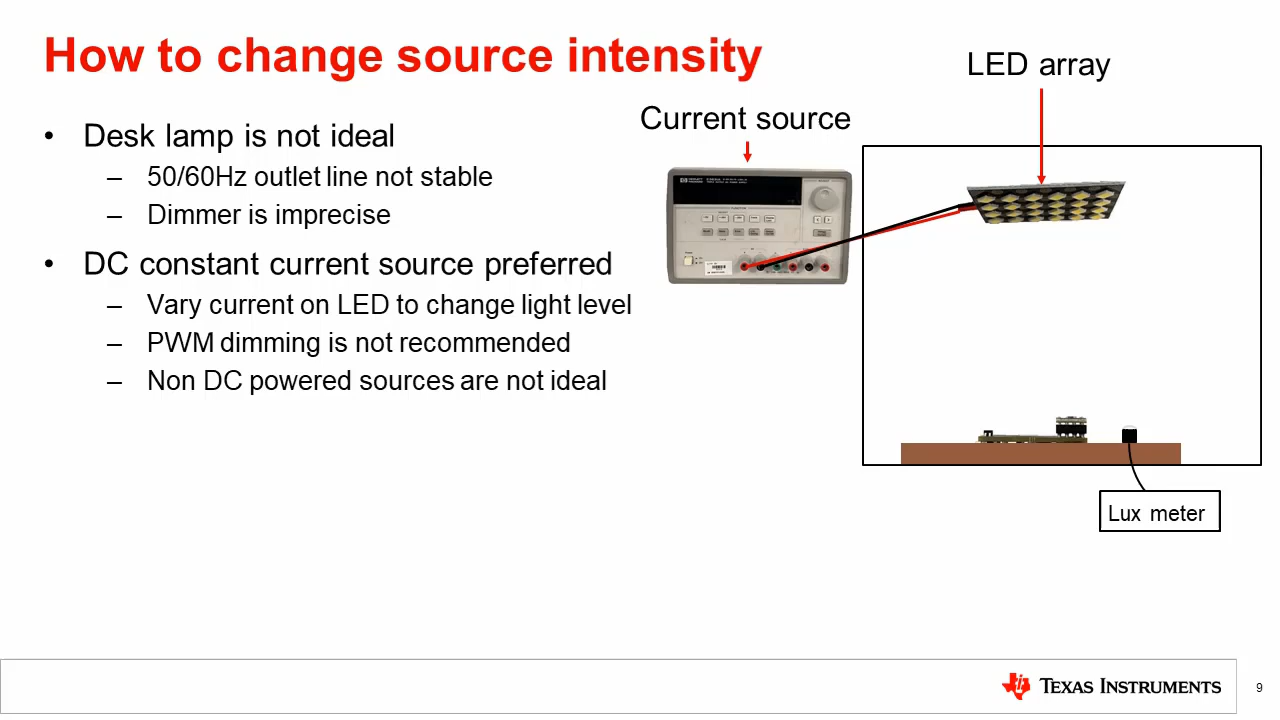 How to change source intensity
• Desk lamp is not ideal
– 50/60Hz outlet line not stable
– Dimmer is imprecise
• DC constant current source preferred
– Vary current on LED to change light level
– PWM dimming is not recommended
– Non DC powered sources are not ideal
Current source
LED array
Lux meter
TEXAS INSTRUMENTS
9